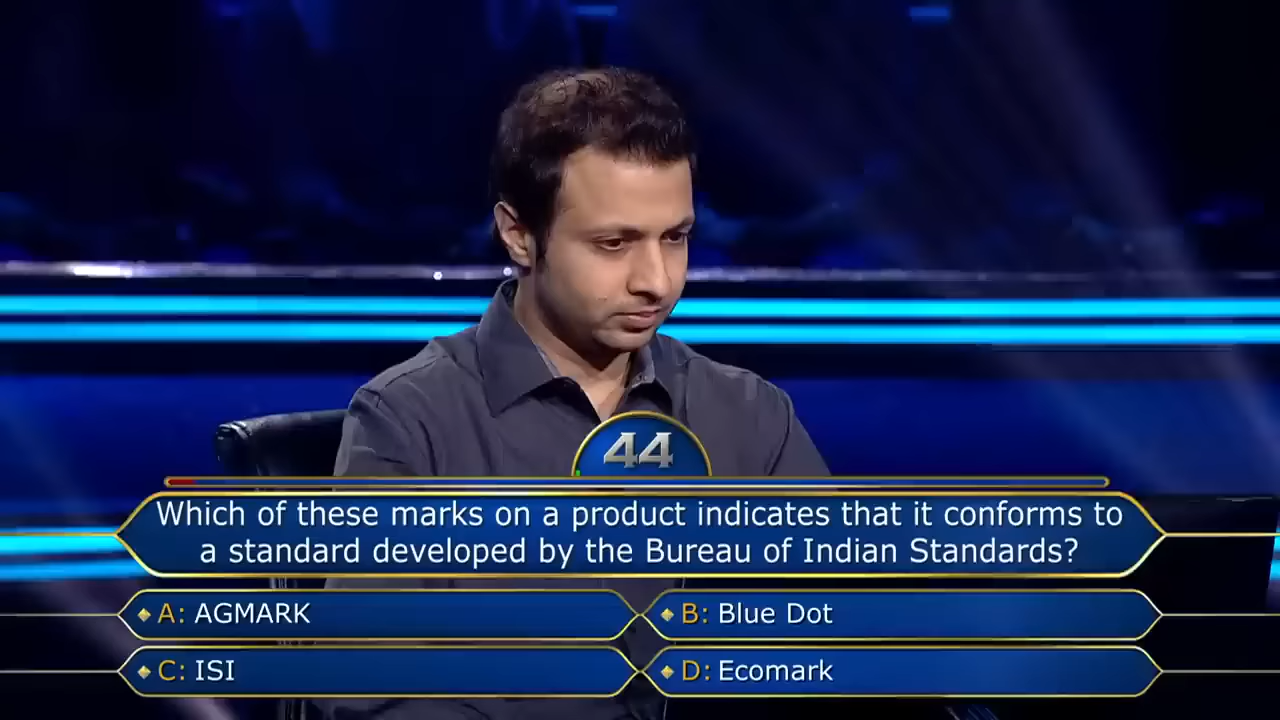 44
Which of these marks on a product indicates that it conforms to
a standard developed by the Bureau of Indian Standards?
A: AGMARK
B: Blue Dot
C: ISI
D: Ecomark